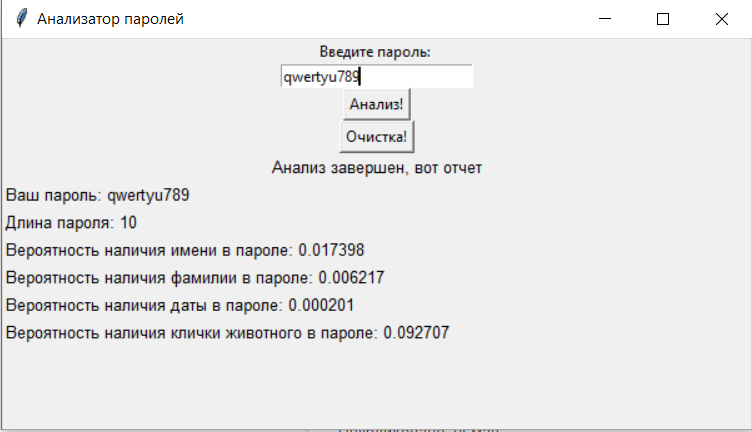 Анализатор паролей
Введите пароль:
qwertyu789
Анализ!
Очистка!
Анализ завершен, вот отчет
Ваш пароль: qwertyu789
Длина пароля: 10
Вероятность наличия имени в пароле: 0.017398
Вероятность наличия фамилии в пароле: 0.006217
Вероятность наличия даты в пароле: 0.000201
Вероятность наличия клички животного в пароле: 0.092707